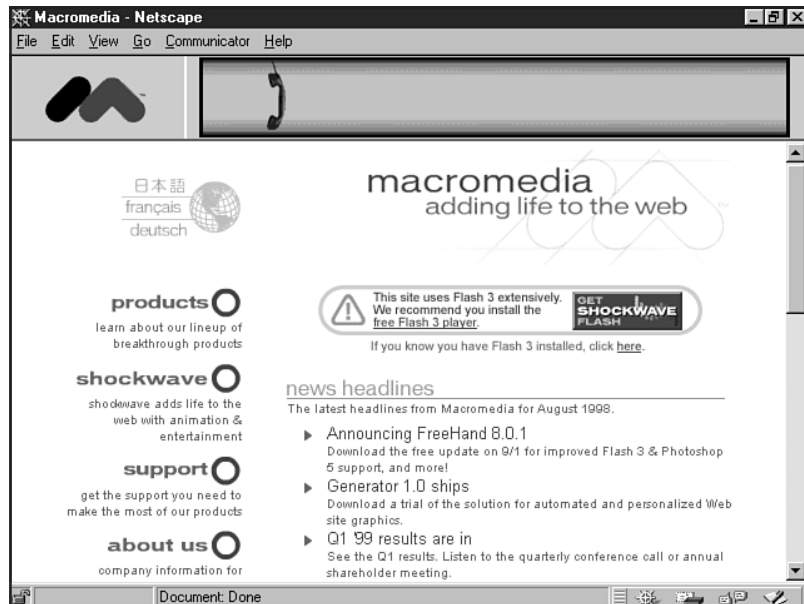 Macromedia - Netscape
File Edit View Go Communicator Help
日本語
français
deutsch
macromedia
adding life to the web
™
products
learn about our lineup of
breakthrough products
shockwave
shockwave adds life to the
web with animation &
entertainment
support
get the support you need to
make the most of our products
about us
company information for
This site uses Flash 3 extensively.
We recommend you install the
free Flash 3 player.
GET
SHOCKWAVE
FLASH
If you know you have Flash 3 installed, click here.
news headlines
The latest headlines from Macromedia for August 1998.
Announcing FreeHand 8.0.1
Download the free update on 9/1 for improved Flash 3 & Photoshop
5 support, and more!
Generator 1.0 ships
Download a trial of the solution for automated and personalized Web
site graphics.
Q1 '99 results are in
See the Q1 results. Listen to the quarterly conference call or annual
shareholder meeting.
Document: Done